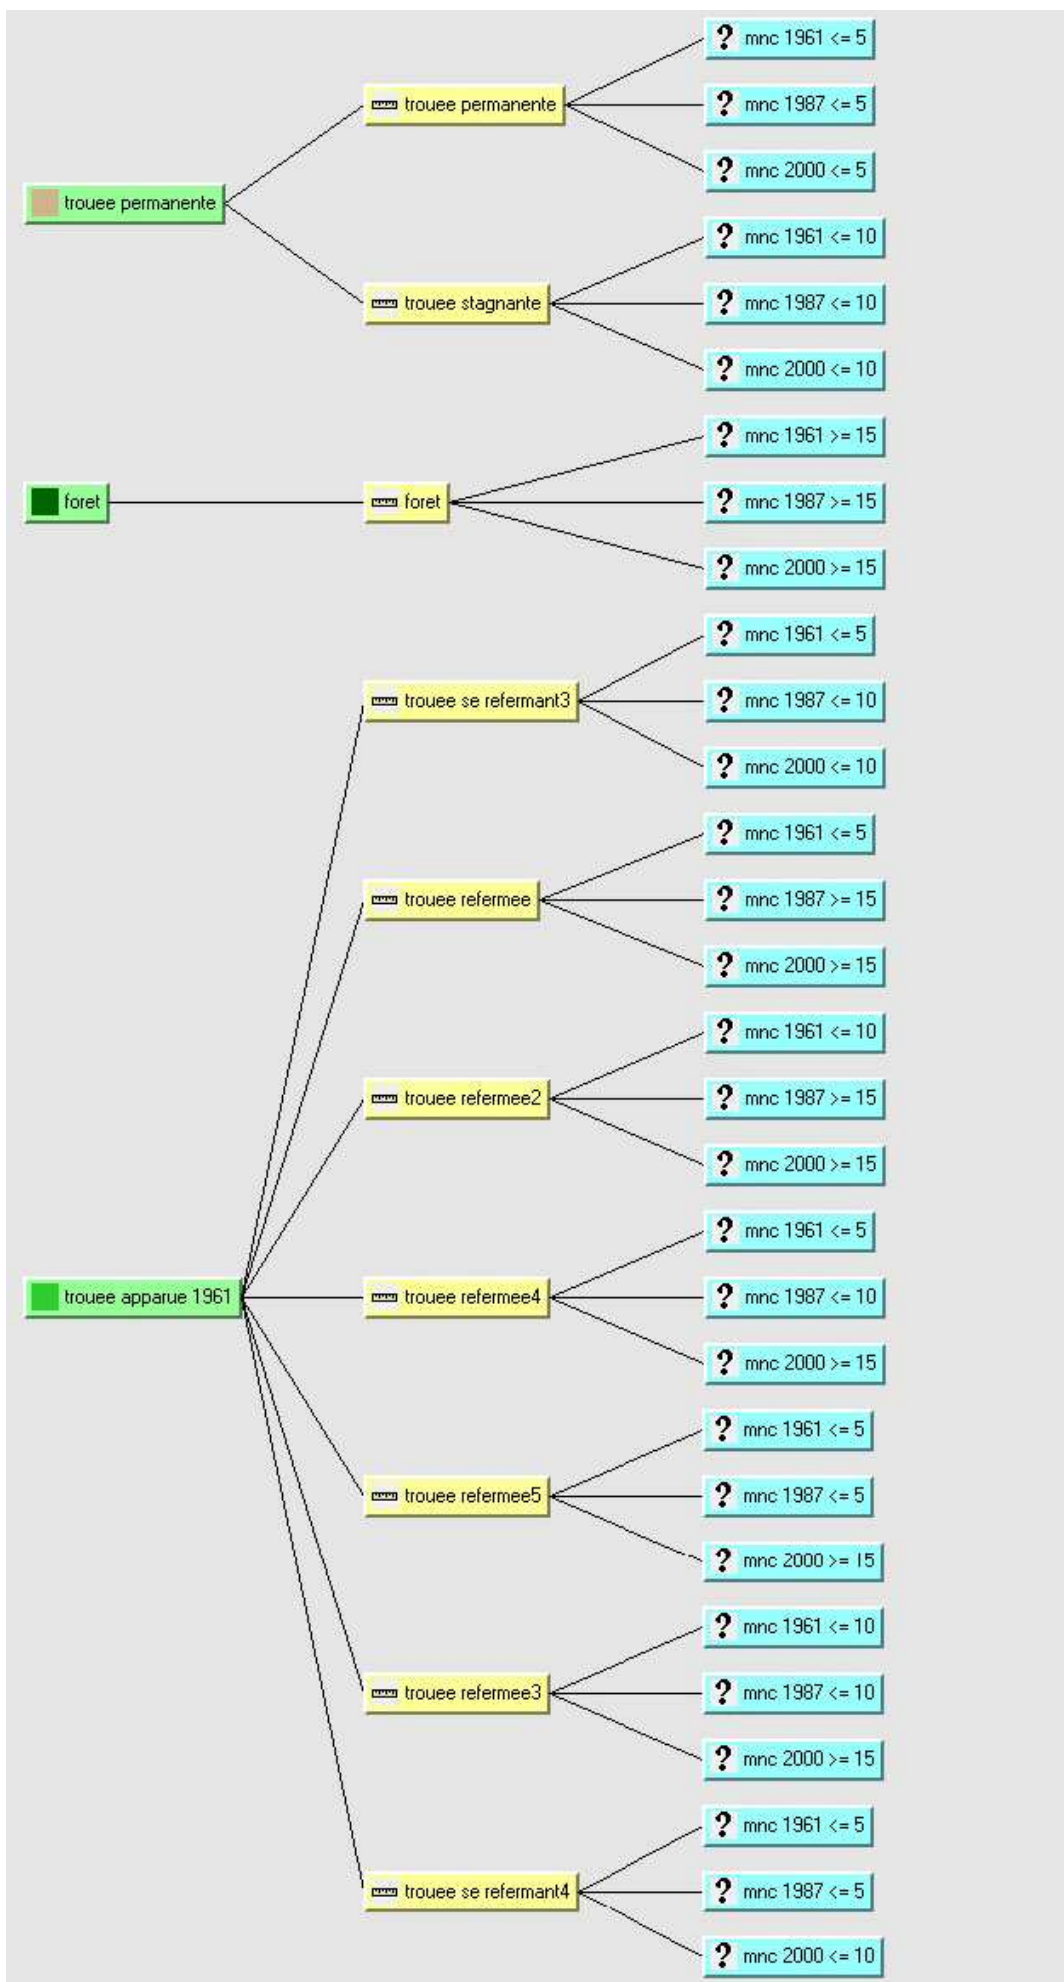 mnc 1961 <= 5
trouee permanente
mnc 1987 <= 5
mnc 2000 <= 5
trouee permanente
mnc 1961 <= 10
trouee stagnante
mnc 1987 <= 10
mnc 2000 <= 10
mnc 1961 >= 15
foret
foret
mnc 1987 >= 15
mnc 2000 >= 15
mnc 1961 <= 5
trouee se refermant3
mnc 1987 <= 10
mnc 2000 <= 10
mnc 1961 <= 5
trouee refermee
mnc 1987 >= 15
mnc 2000 >= 15
mnc 1961 <= 10
trouee refermee2
mnc 1987 >= 15
mnc 2000 >= 15
mnc 1961 <= 5
trouee apparue 1961
trouee refermee4
mnc 1987 <= 10
mnc 2000 >= 15
mnc 1961 <= 5
trouee refermee5
mnc 1987 <= 5
mnc 2000 >= 15
mnc 1961 <= 10
trouee refermee3
mnc 1987 <= 10
mnc 2000 >= 15
mnc 1961 <= 5
trouee se refermant4
mnc 1987 <= 5
mnc 2000 <= 10